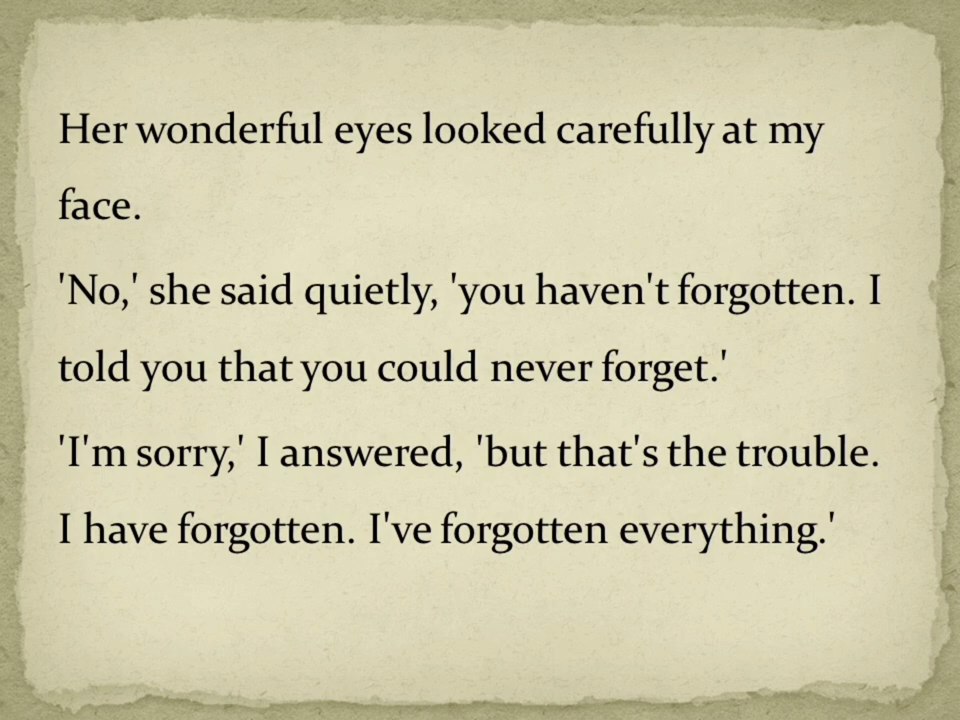 Her wonderful eyes looked carefully at my
face.
'No,' she said quietly, 'you haven't forgotten. I
told you that you could never forget.'
'I'm sorry,' I answered, 'but that's the trouble.
I have forgotten. I've forgotten everything.'